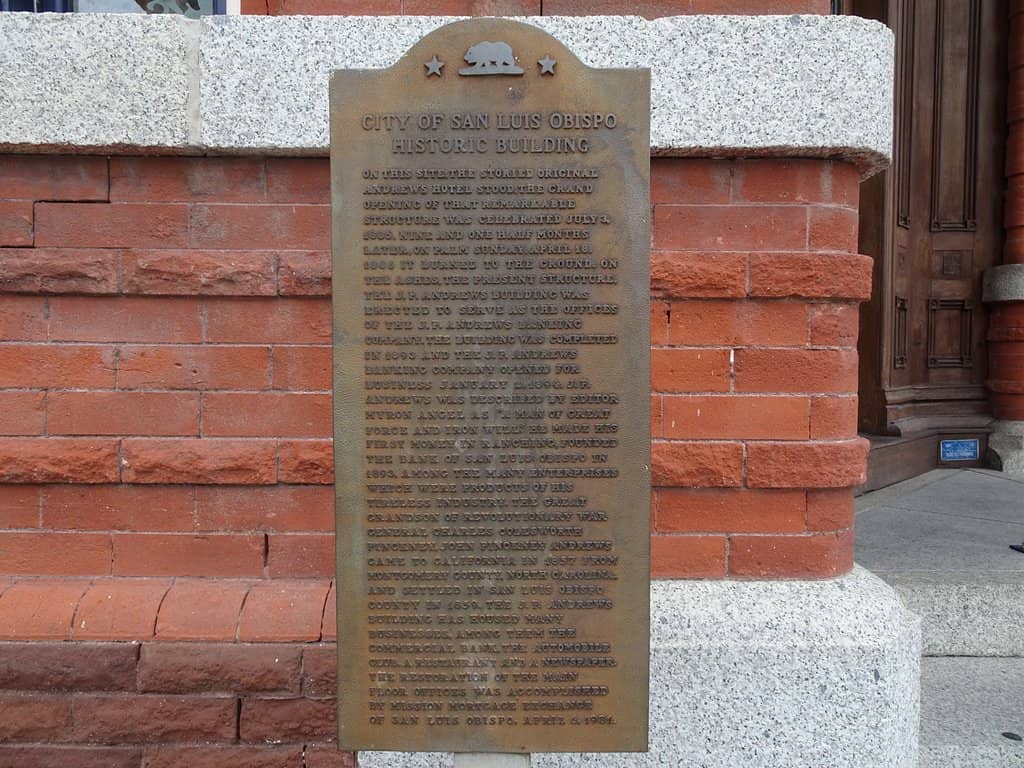 CITY OF SAN LUIS OBISPO
HISTORIC BUILDING
ON THIS SITE, THE STORIED ORIGINAL
ANDREWS HOTEL STOOD. THE GRAND
OPENING OF THAT REMARKABLE
STRUCTURE WAS CELEBRATED JULY 3,
1885. NINE AND ONE HALF MONTHS
LATER, ON PALM SUNDAY, APRIL 18,
1886 IT BURNED TO THE GROUND. ON
THE ASHES, THE PRESENT STRUCTURE,
THE J. P. ANDREWS BUILDING WAS
ERECTED TO SERVE AS THE OFFICES
OF THE J. P. ANDREWS BANKING
COMPANY. THE BUILDING WAS COMPLETED
IN 1893 AND THE J. P. ANDREWS
BANKING COMPANY OPENED FOR
BUSINESS JANUARY 1, 1894. J. P.
ANDREWS WAS DESCRIBED BY EDITOR
MYRON ANGEL AS "A MAN OF GREAT
FORCE AND IRON WILL." HE MADE HIS
FIRST MONEY IN RANCHING, FOUNDED
THE BANK OF SAN LUIS OBISPO IN
1893, AMONG THE MANY ENTERPRISES
WHICH WERE PRODUCTS OF HIS
TIRELESS INDUSTRY. THE GREAT
GRANDSON OF REVOLUTIONARY WAR
GENERAL CHARLES COLESWORTH
PINCKNEY, JOHN PINCKNEY ANDREWS
CAME TO CALIFORNIA IN 1857 FROM
MONTGOMERY COUNTY, NORTH CAROLINA
AND SETTLED IN SAN LUIS OBISPO
COUNTY IN 1859. THE J. P. ANDREWS
BUILDING HAS HOUSED MANY
BUSINESSES, AMONG THEM THE
COMMERCIAL BANK, THE AUTOMOBILE
CLUB, A RESTAURANT AND A NEWSPAPER.
THE RESTORATION OF THE MAIN
FLOOR OFFICES WAS ACCOMPLISHED
BY MISSION MORTGAGE EXCHANGE
OF SAN LUIS OBISPO, APRIL 6, 1981.